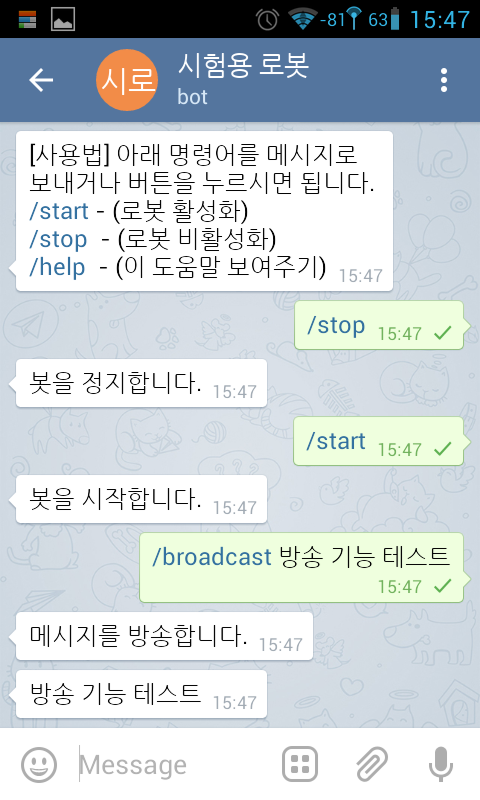 -81 63 15:47
시로 시험용 로봇
bot
[사용법] 아래 명령어를 메시지로
보내거나 버튼을 누르시면 됩니다.
/start - (로봇 활성화)
/stop - (로봇 비활성화)
/help - (이 도움말 보여주기) 15:47
/stop 15:47
봇을 정지합니다. 15:47
/start 15:47
봇을 시작합니다. 15:47
/broadcast 방송 기능 테스트
15:47
메시지를 방송합니다. 15:47
방송 기능 테스트 15:47
Message